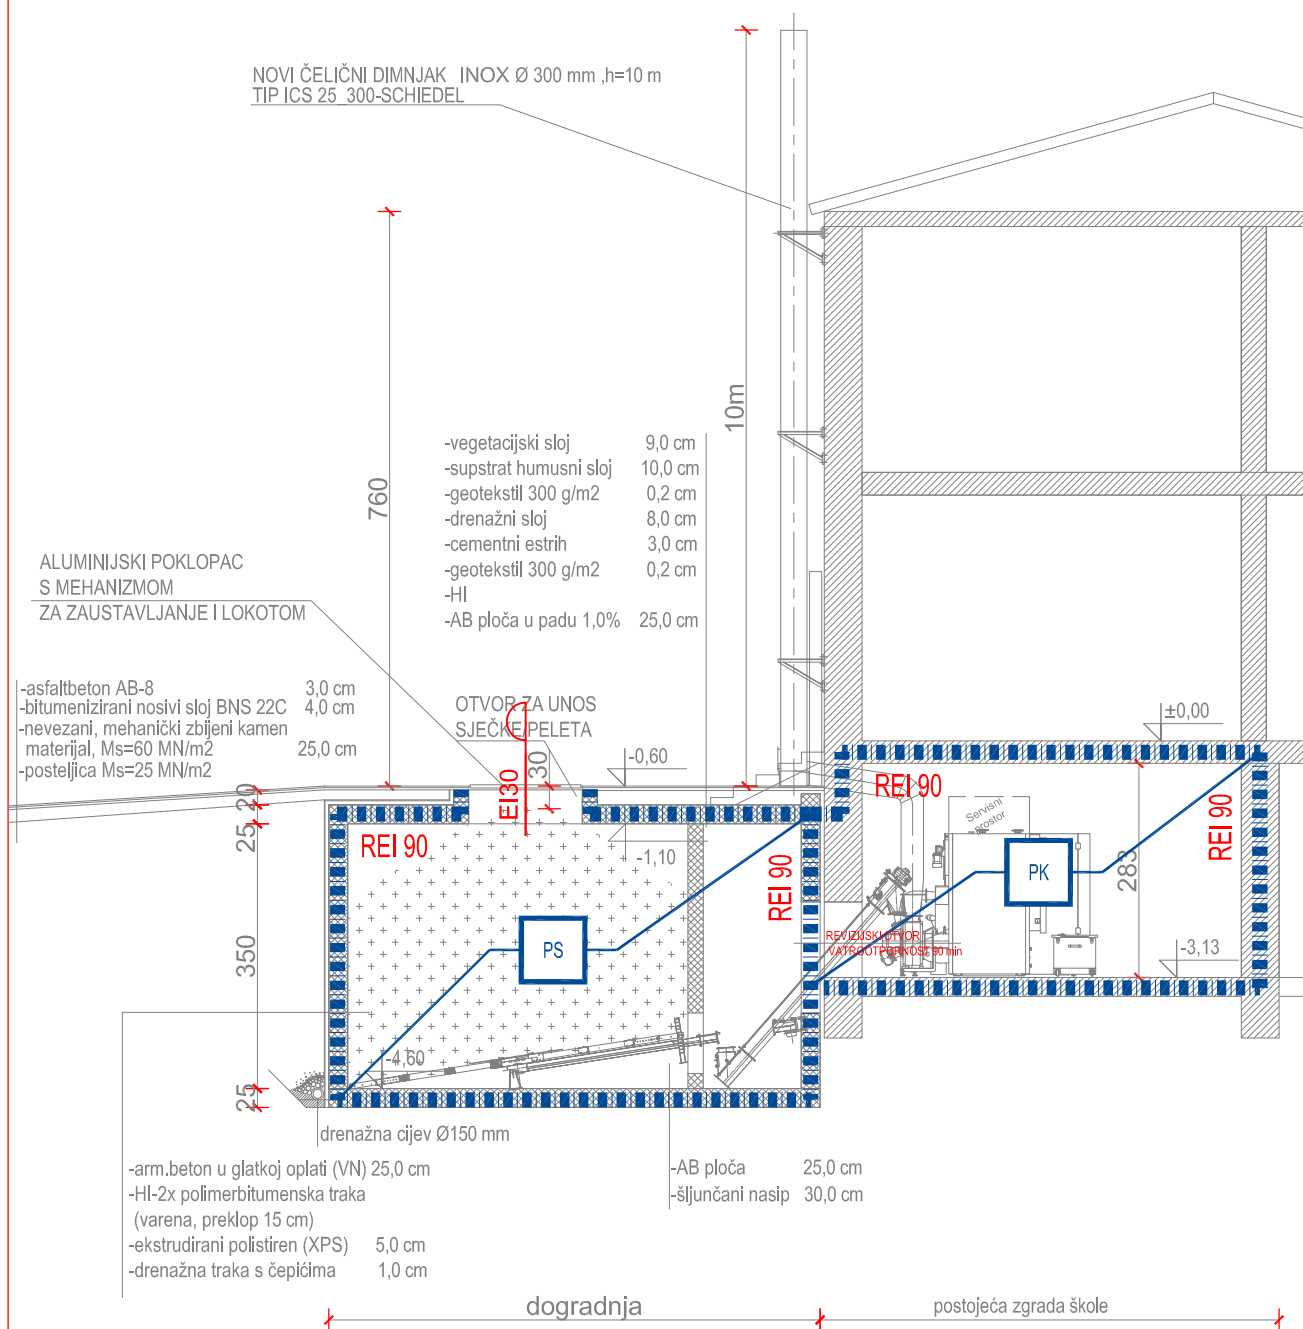 NOVI ČELIČNI DIMNJAK INOX Ø 300 mm ,h=10 m
TIP ICS 25_300-SCHIEDEL
10m
760
-vegetacijski sloj 9,0 cm
-supstrat humusni sloj 10,0 cm
-geotekstil 300 g/m2 0,2 cm
-drenažni sloj 8,0 cm
-cementni estrih 3,0 cm
-geotekstil 300 g/m2 0,2 cm
-HI
-AB ploča u padu 1,0% 25,0 cm
ALUMINIJSKI POKLOPAC
S MEHANIZMOM
ZA ZAUSTAVLJANJE I LOKOTOM
-asfaltbeton AB-8 3,0 cm
-bitumenizirani nosivi sloj BNS 22C 4,0 cm
-nevezani, mehanički zbijeni kamen
materijal, Ms=60 MN/m2 25,0 cm
-posteljica Ms=25 MN/m2
OTVOR ZA UNOS
SJEČKE/PELETA
±0,00
-0,60
30
EI30
20
25
350
25
REI 90
-1,10
REI 90
REI 90
REI 90
Servisni
prostor
PK
283
PS
REVIZIJSKI OTVOR
VATROOTPORNOST 90 min
-3,13
-4,60
drenažna cijev Ø150 mm
-arm.beton u glatkoj oplati (VN) 25,0 cm
-HI-2x polimerbitumenska traka
(varena, preklop 15 cm)
-ekstrudirani polistiren (XPS) 5,0 cm
-drenažna traka s čepićima 1,0 cm
-AB ploča 25,0 cm
-šljunčani nasip 30,0 cm
dogradnja
postojeća zgrada škole